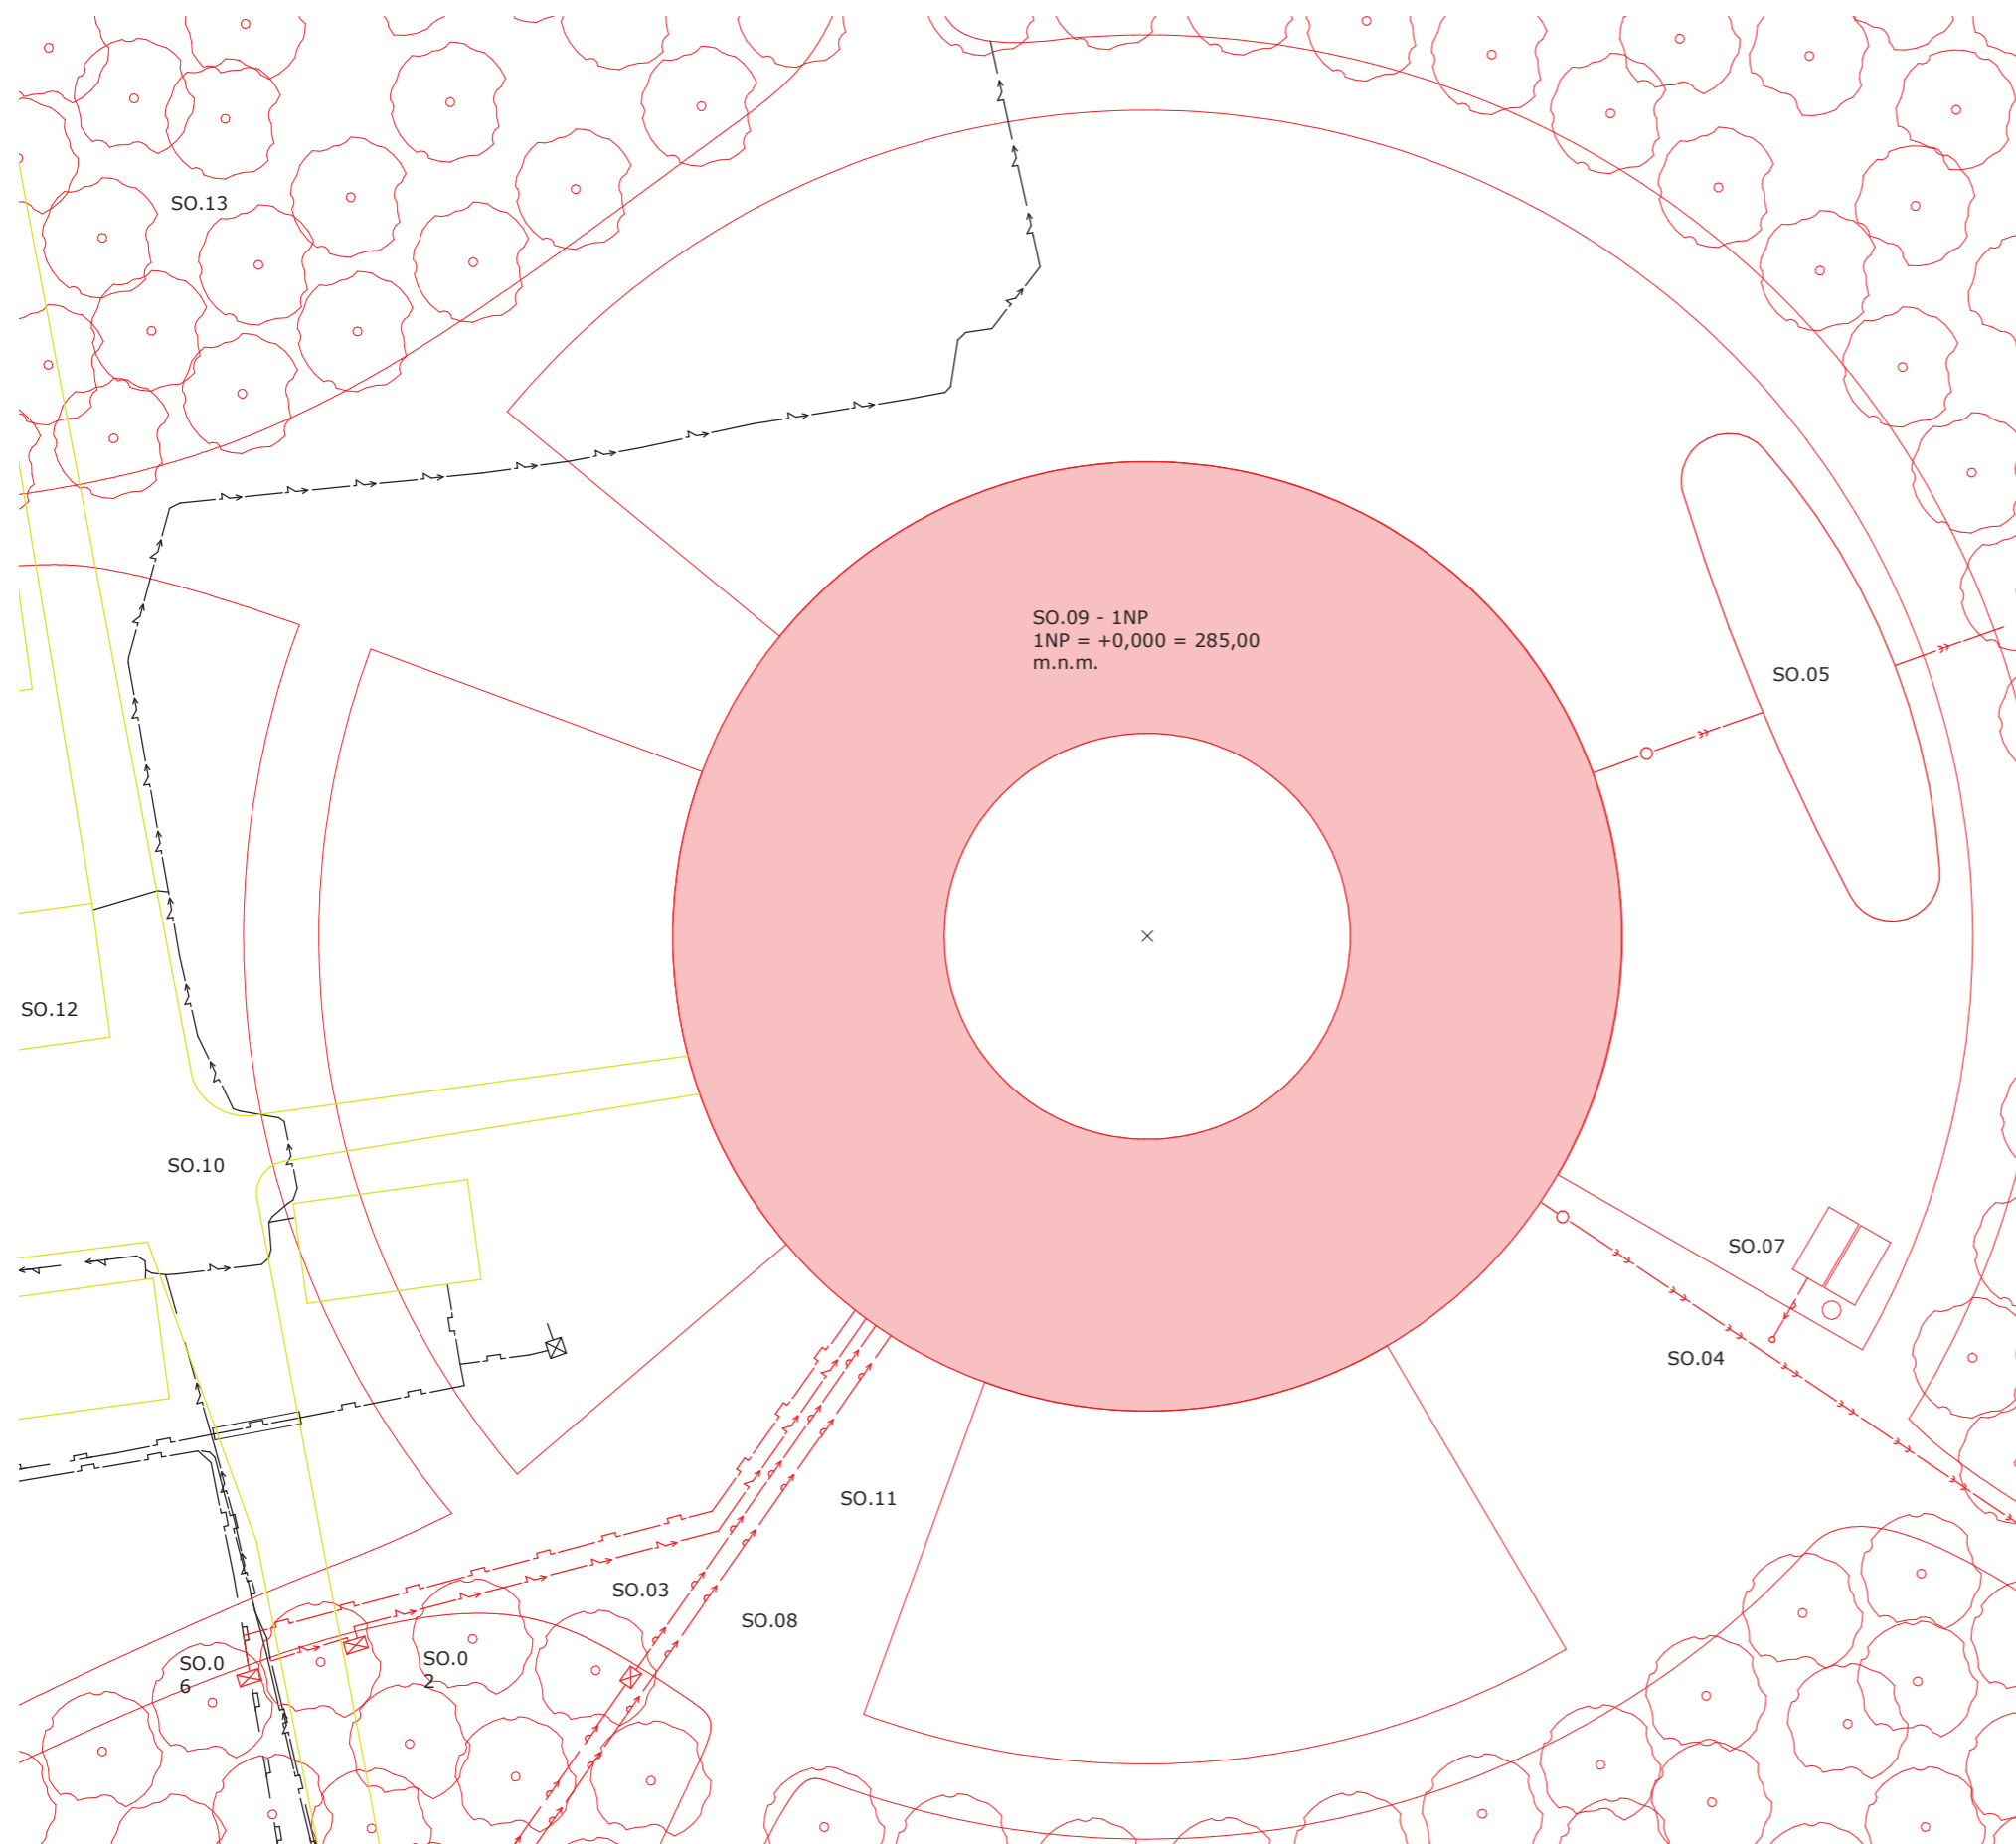 SO.13
SO.09 - 1NP
1NP = +0,000 = 285,00
m.n.m.
SO.05
SO.12
SO.10
SO.07
SO.04
SO.11
SO.03
SO.08
SO.0
6
SO.0
2